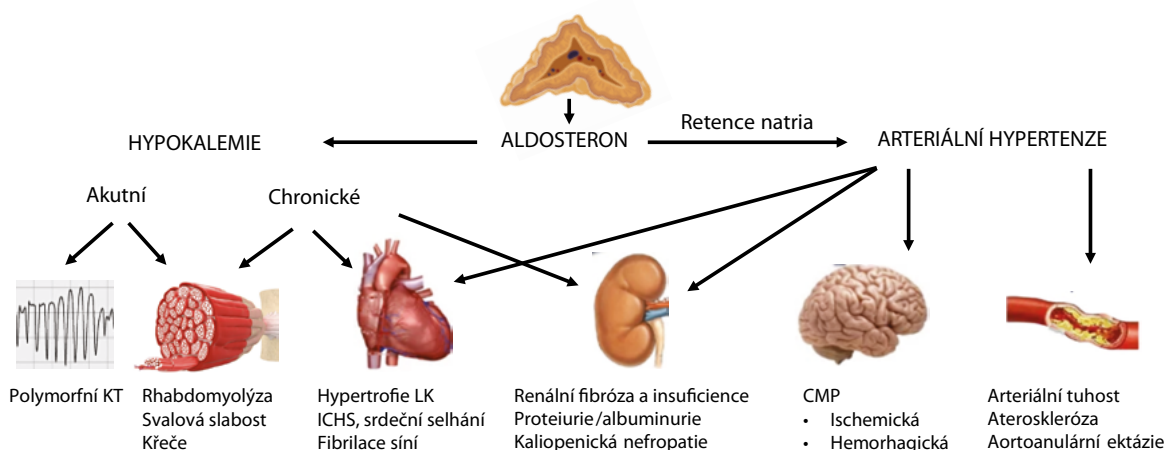 Retence natria
HYPOKALEMIE
ALDOSTERON
ARTERIÁLNÍ HYPERTENZE
Akutní
Chronické
Polymorfní KT
Rhabdomyolýza
Svalová slabost
Křeče
Hypertrofie LK
ICHS, srdeční selhání
Fibrilace síní
Renální fibróza a insuficience
Proteiurie/albuminurie
Kaliopenická nefropatie
CMP
• Ischemická
• Hemorhagická
Arteriální tuhost
Ateroskleróza
Aortoanulární ektázie